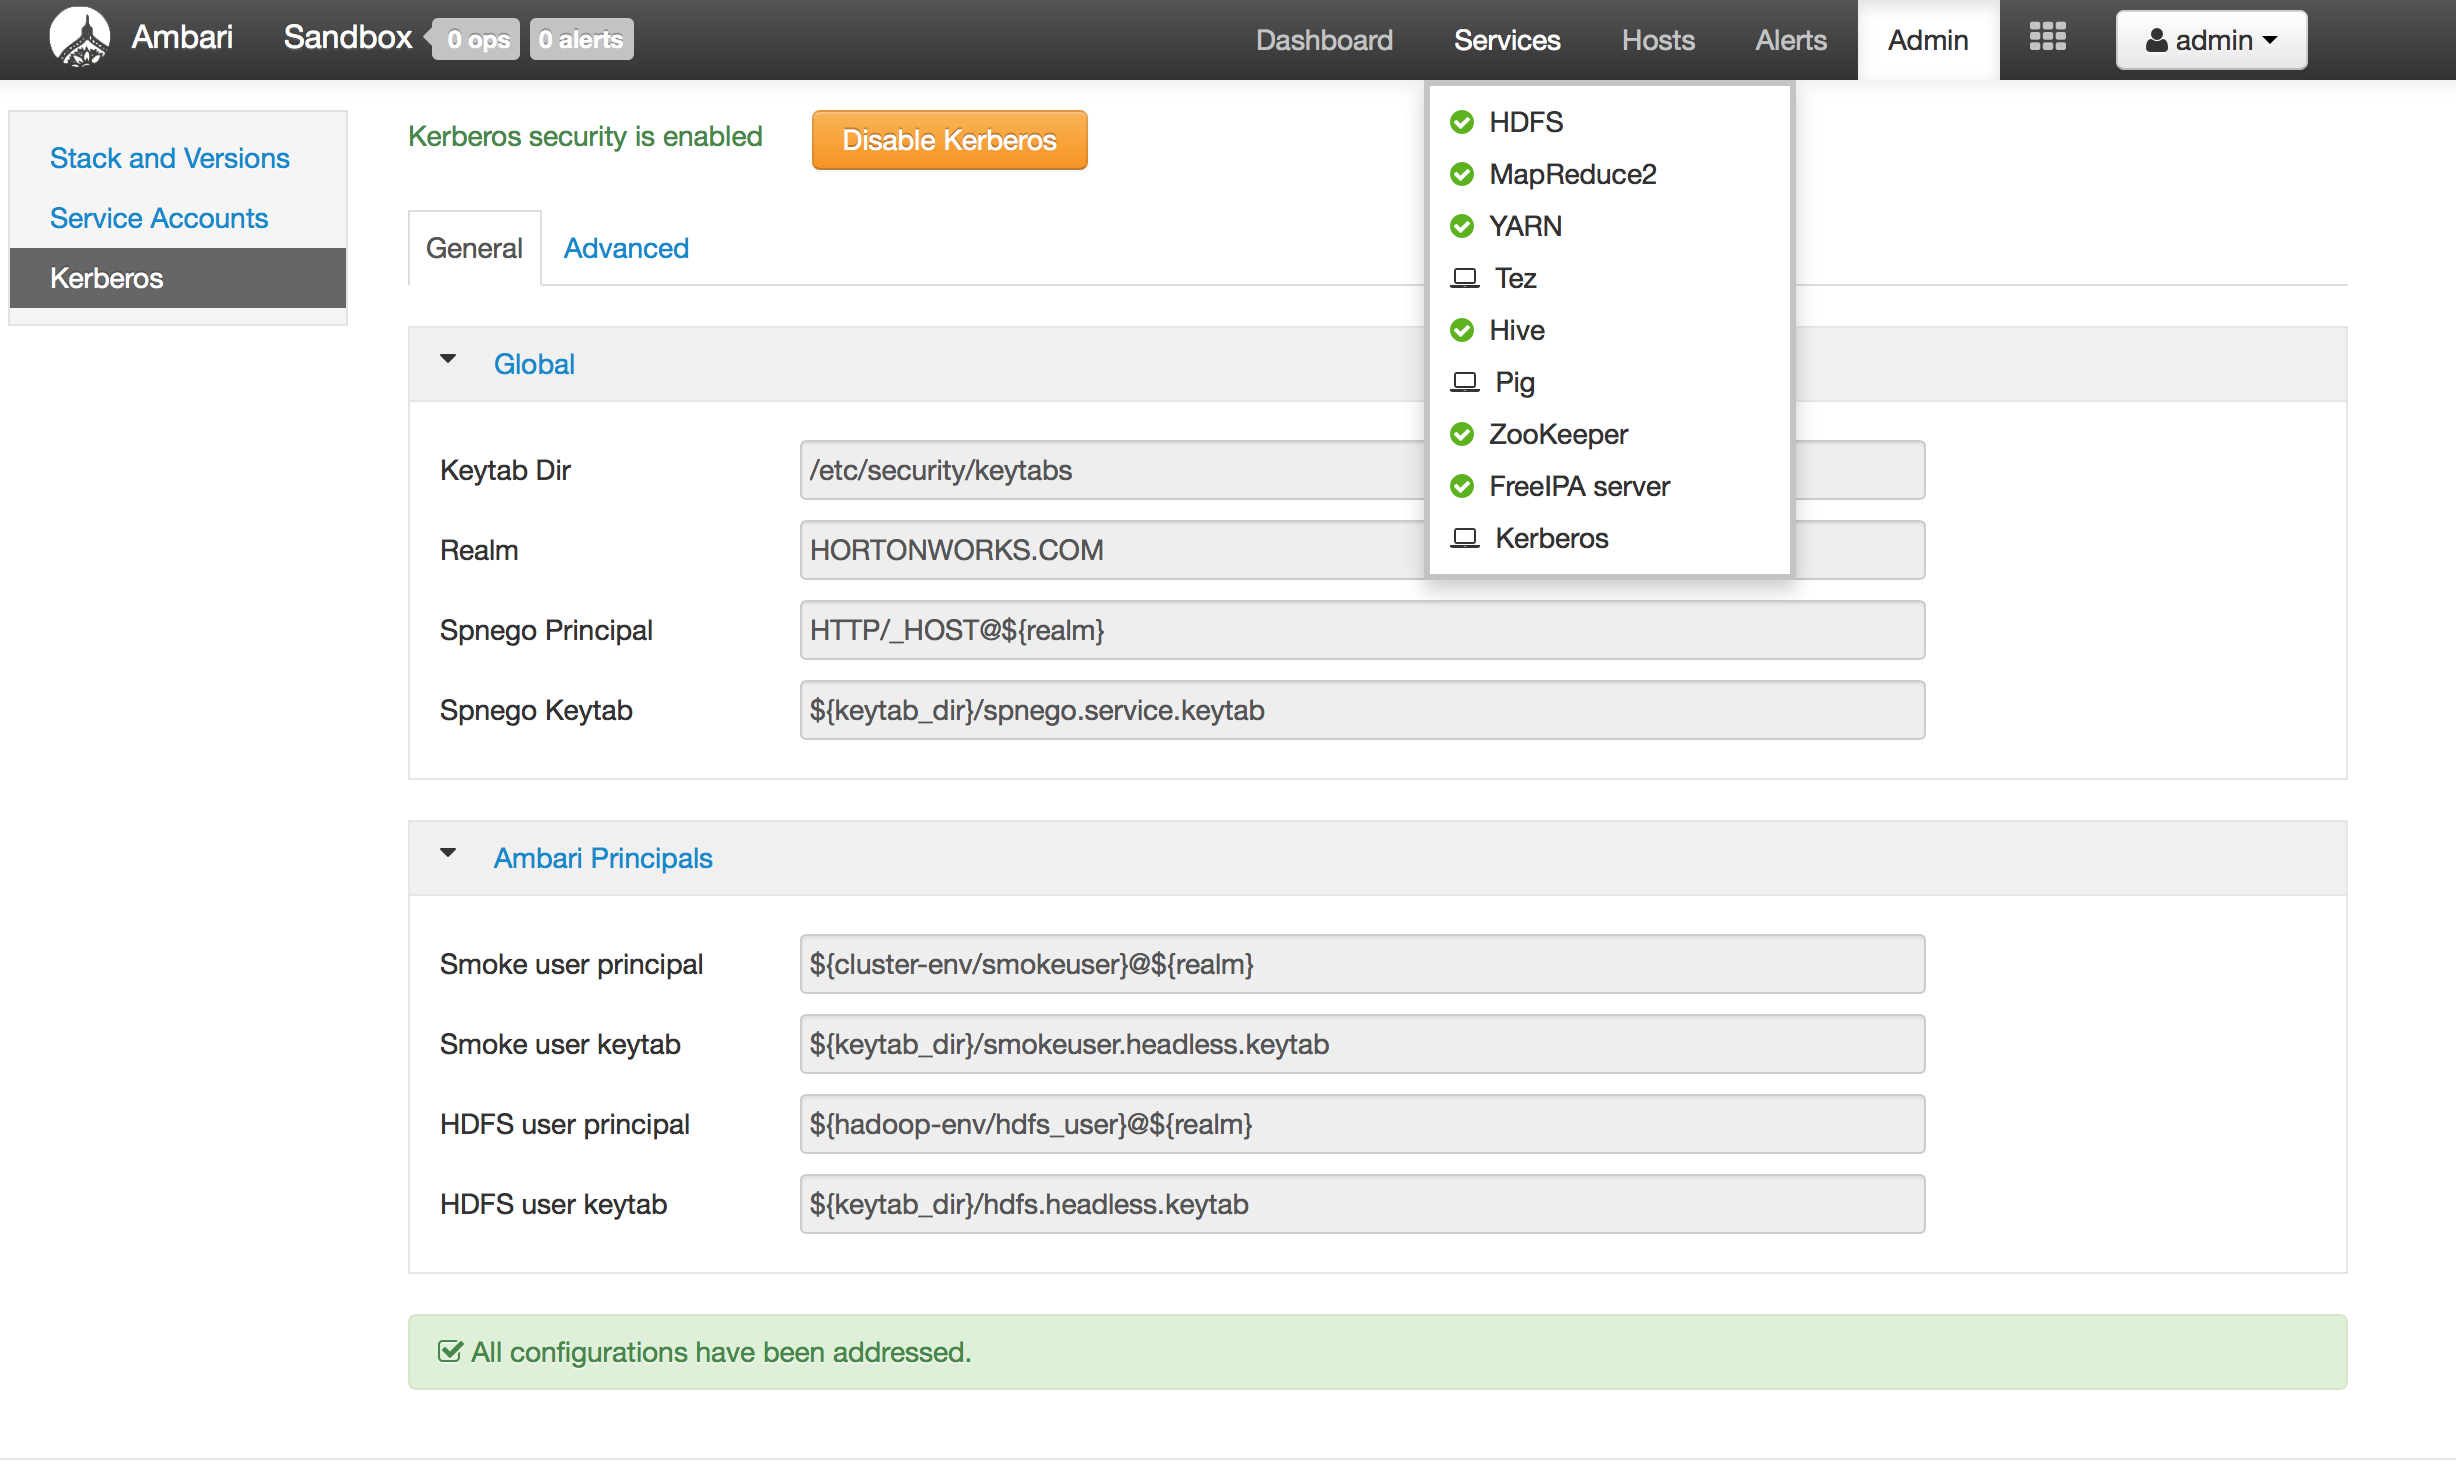 Ambari Sandbox 0 ops 0 alerts Dashboard Services Hosts Alerts Admin admin
Stack and Versions
Service Accounts
Kerberos
Kerberos security is enabled Disable Kerberos
General Advanced
HDFS
MapReduce2
YARN
Tez
Hive
Pig
ZooKeeper
FreeIPA server
Kerberos
Global
Keytab Dir /etc/security/keytabs
Realm HORTONWORKS.COM
Spnego Principal HTTP/_HOST@${realm}
Spnego Keytab ${keytab_dir}/spnego.service.keytab
Ambari Principals
Smoke user principal ${cluster-env/smokeuser}@${realm}
Smoke user keytab ${keytab_dir}/smokeuser.headless.keytab
HDFS user principal ${hadoop-env/hdfs_user}@${realm}
HDFS user keytab ${keytab_dir}/hdfs.headless.keytab
All configurations have been addressed.